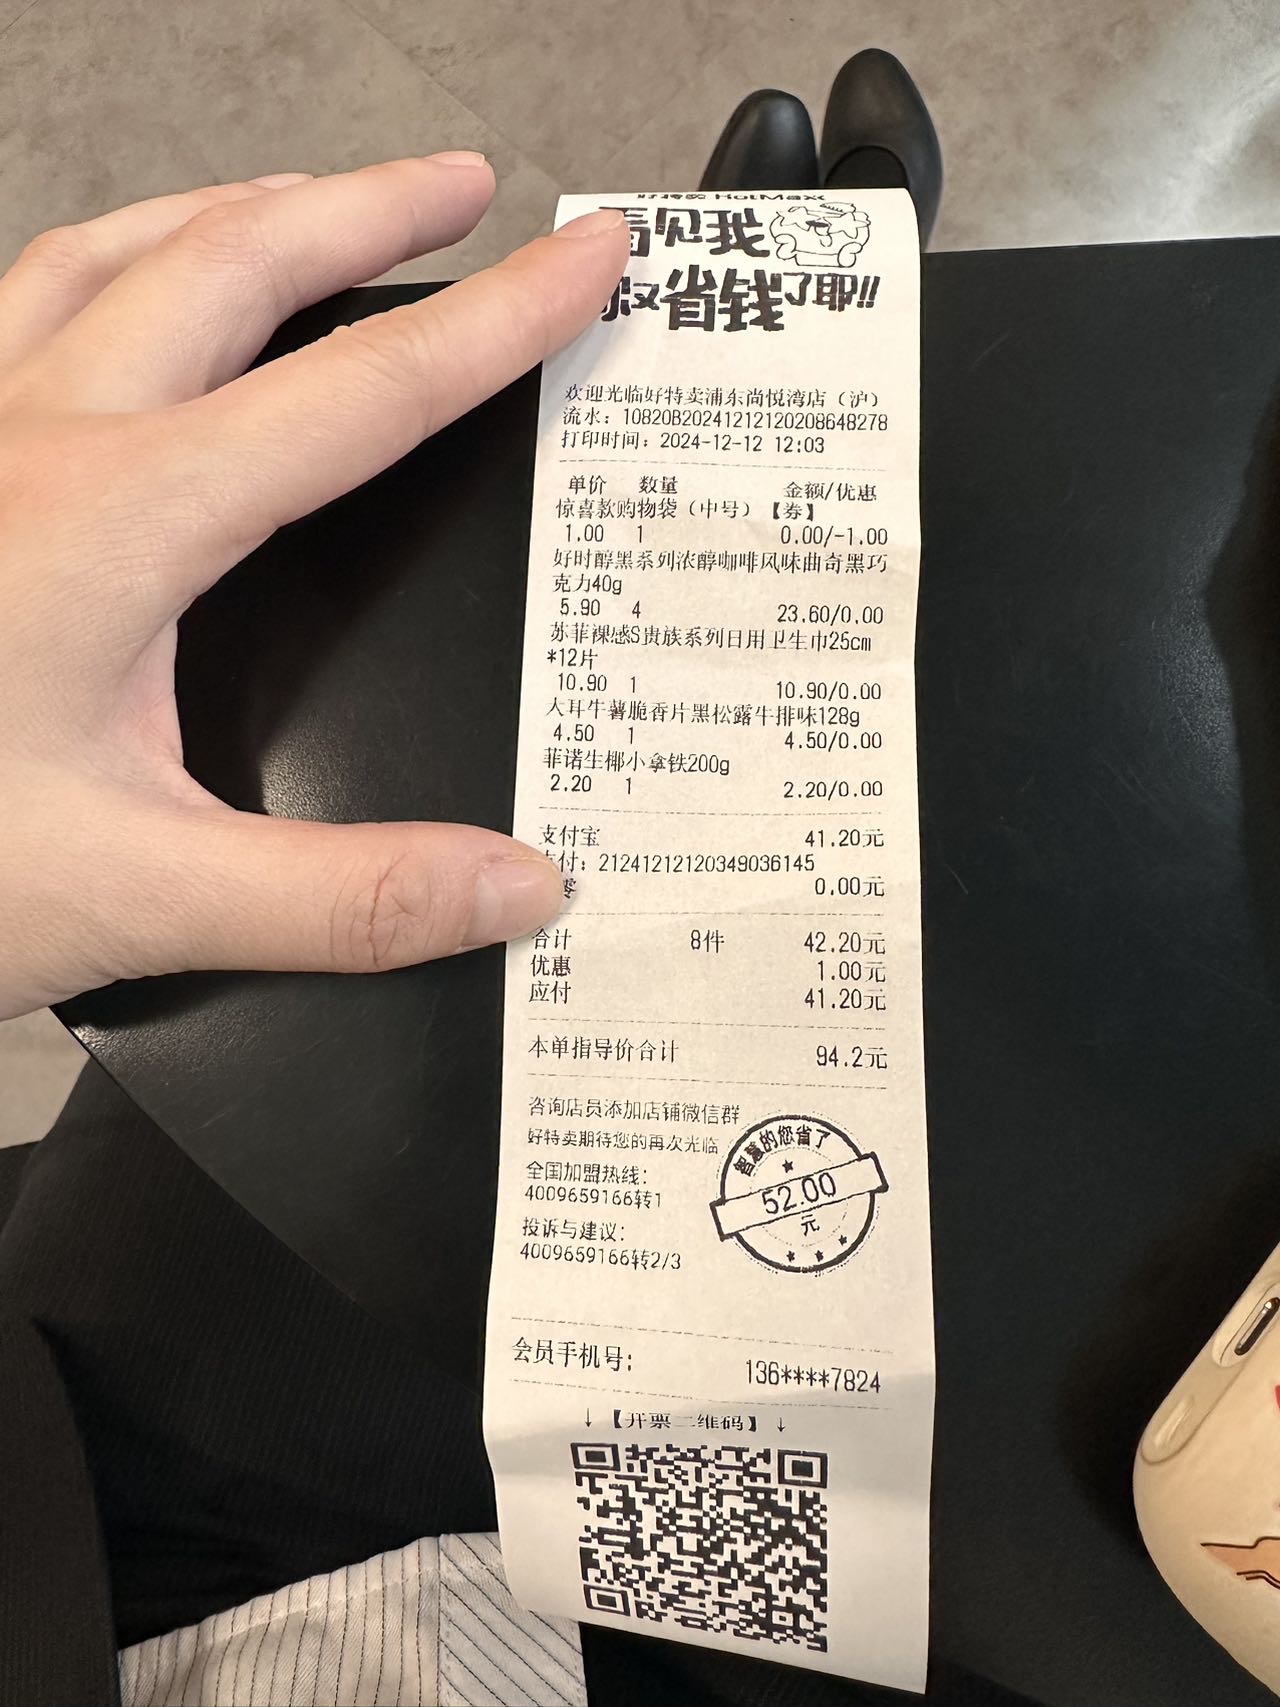 HotMaxx
看见我
你又省钱了耶!!
欢迎光临好特卖浦东尚悦湾店（沪）
流水：10820B20241212120208648278
打印时间：2024-12-12 12:03
单价 数量 金额/优惠
惊喜款购物袋（中号）【券】
1.00 1 0.00/-1.00
好时醇黑系列浓醇咖啡风味曲奇黑巧
克力40g
5.90 4 23.60/0.00
苏菲裸感S贵族系列日用卫生巾25cm
*12片
10.90 1 10.90/0.00
大耳牛薯脆香片黑松露牛排味128g
4.50 1 4.50/0.00
菲诺生椰小拿铁200g
2.20 1 2.20/0.00
支付宝 41.20元
支付：21241212120349036145
零 0.00元
合计 8件 42.20元
优惠 1.00元
应付 41.20元
本单指导价合计 94.2元
咨询店员添加店铺微信群
好特卖期待您的再次光临
全国加盟热线：
4009659166转1
投诉与建议：
4009659166转2/3
智慧的您省了
52.00
元
会员手机号： 136****7824
↓【开票二维码】↓